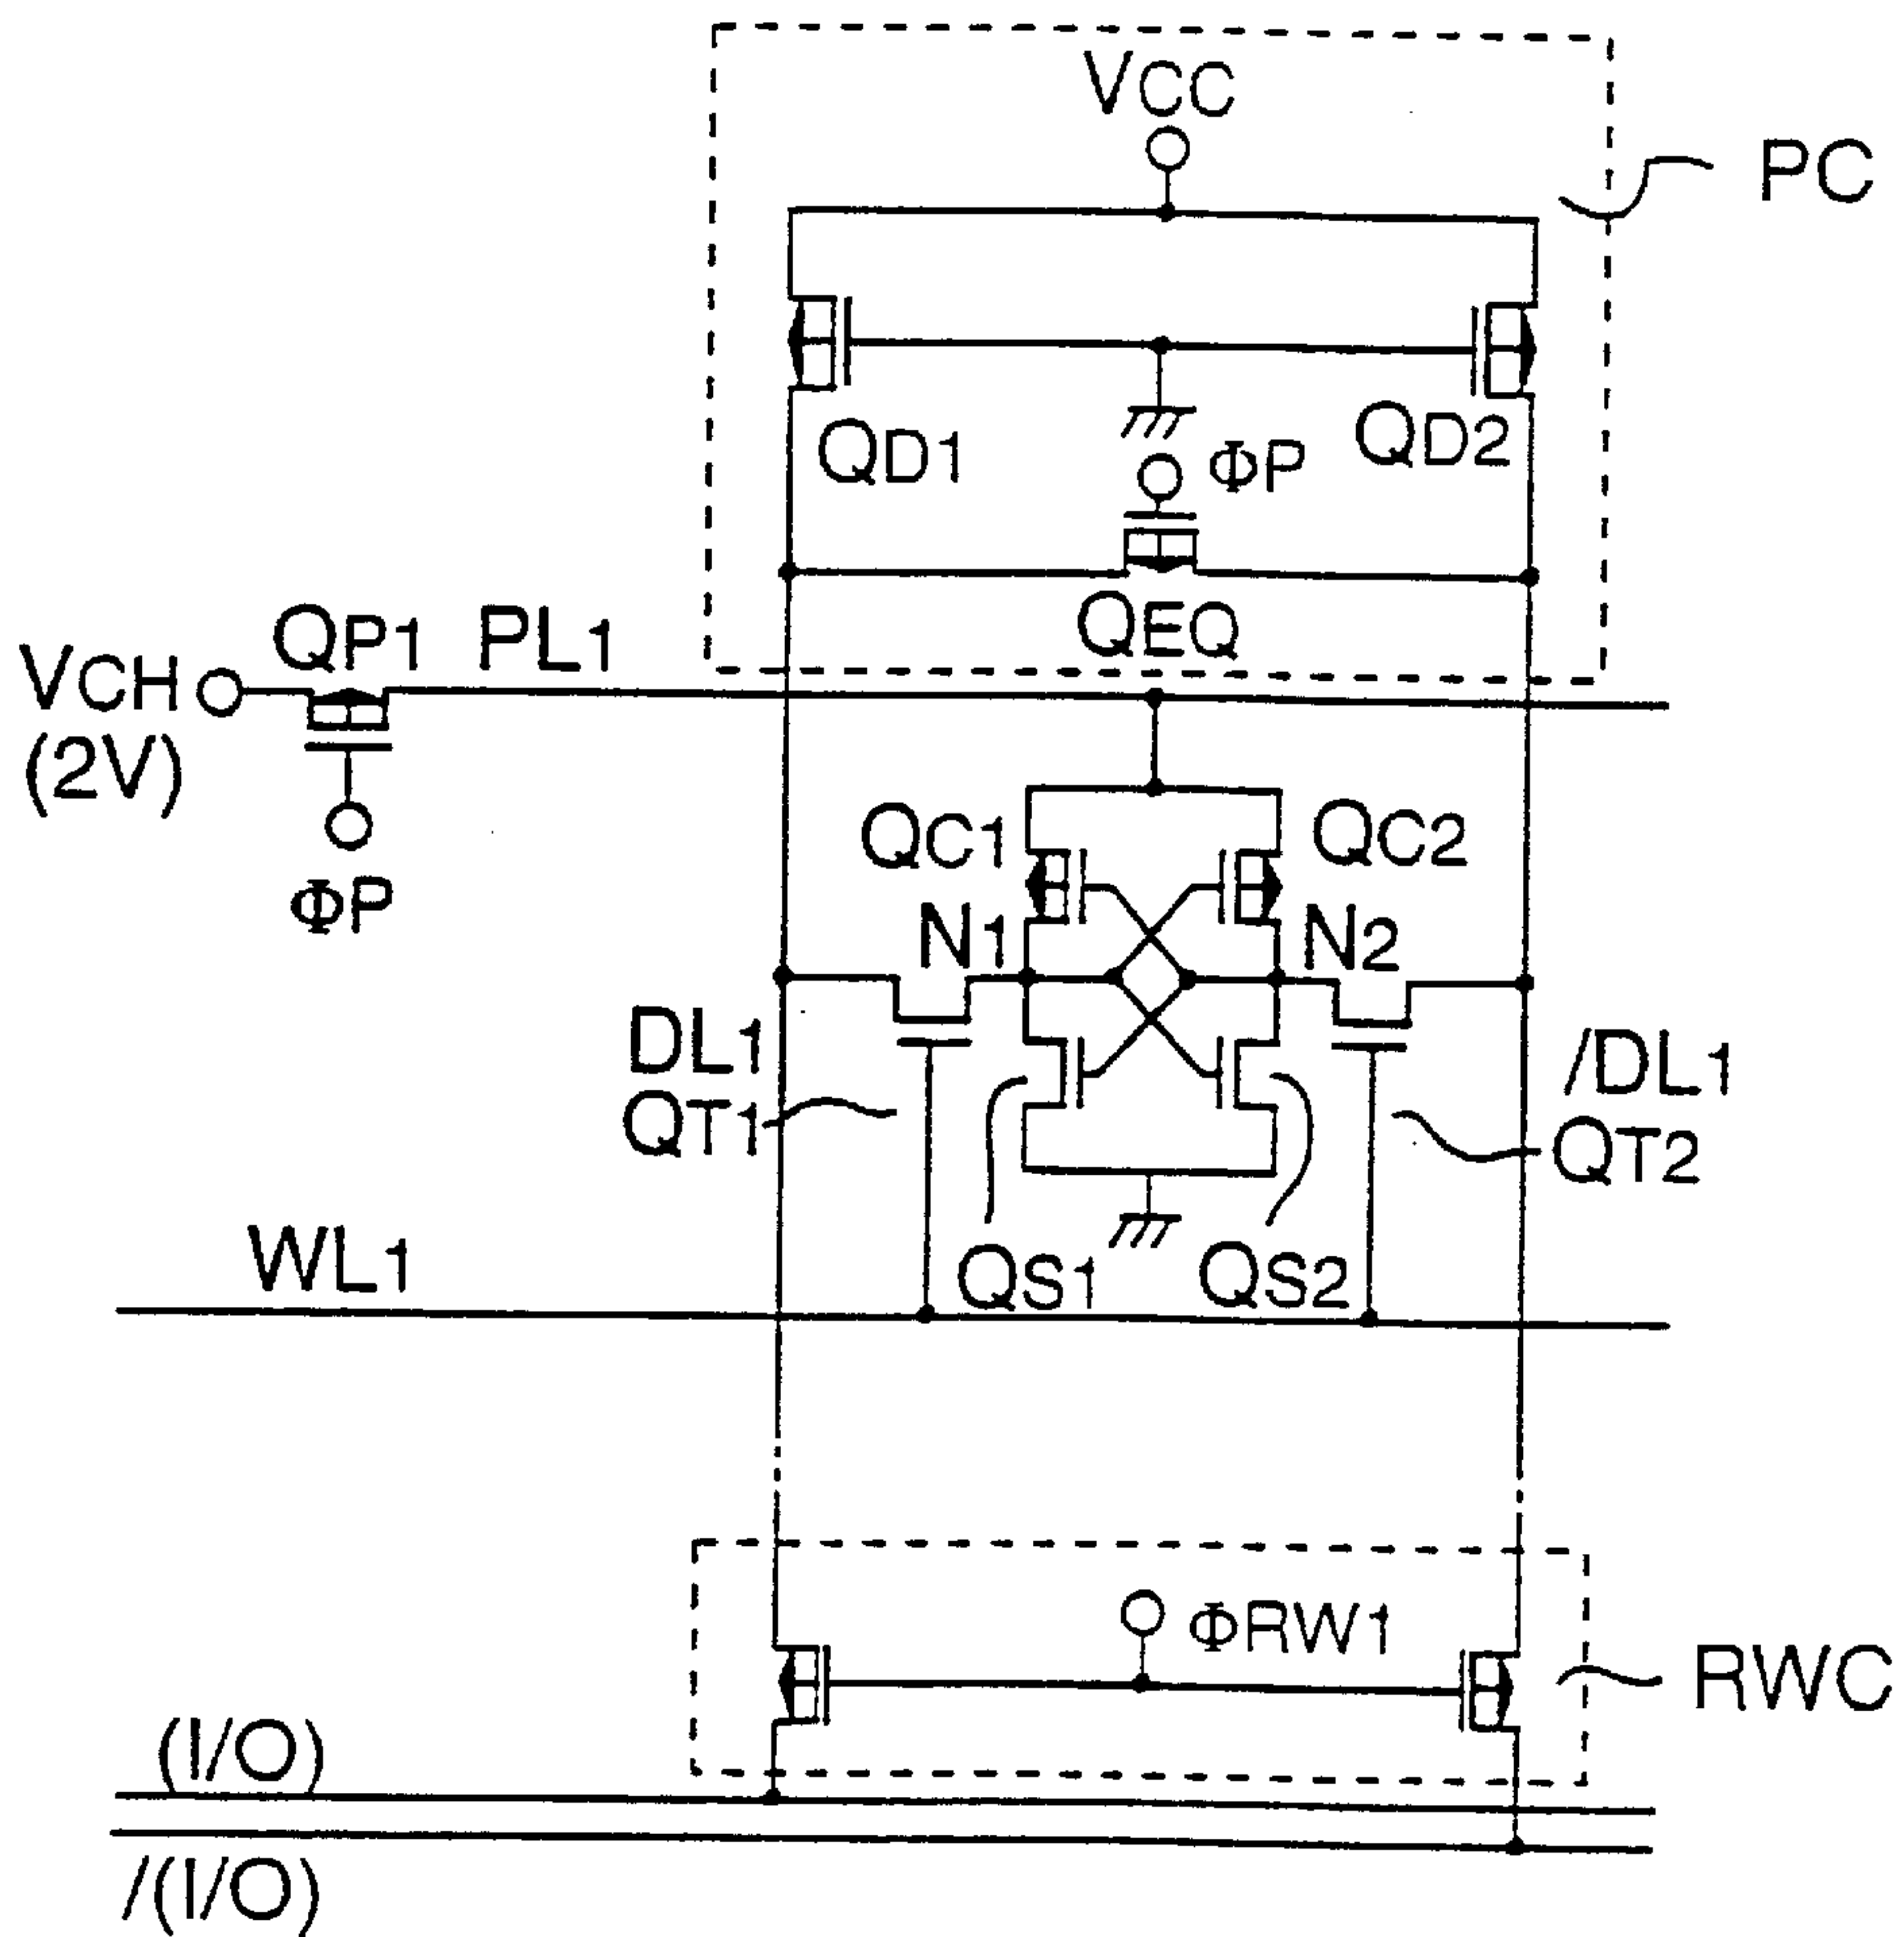 VCC
PC
QD1
QD2
ΦP
QEQ
QP1
PL1
VCH
(2V)
ΦP
QC1
QC2
N1
N2
DL1
QT1
/DL1
QT2
WL1
QS1
QS2
ΦRW1
RWC
(I/O)
/(I/O)